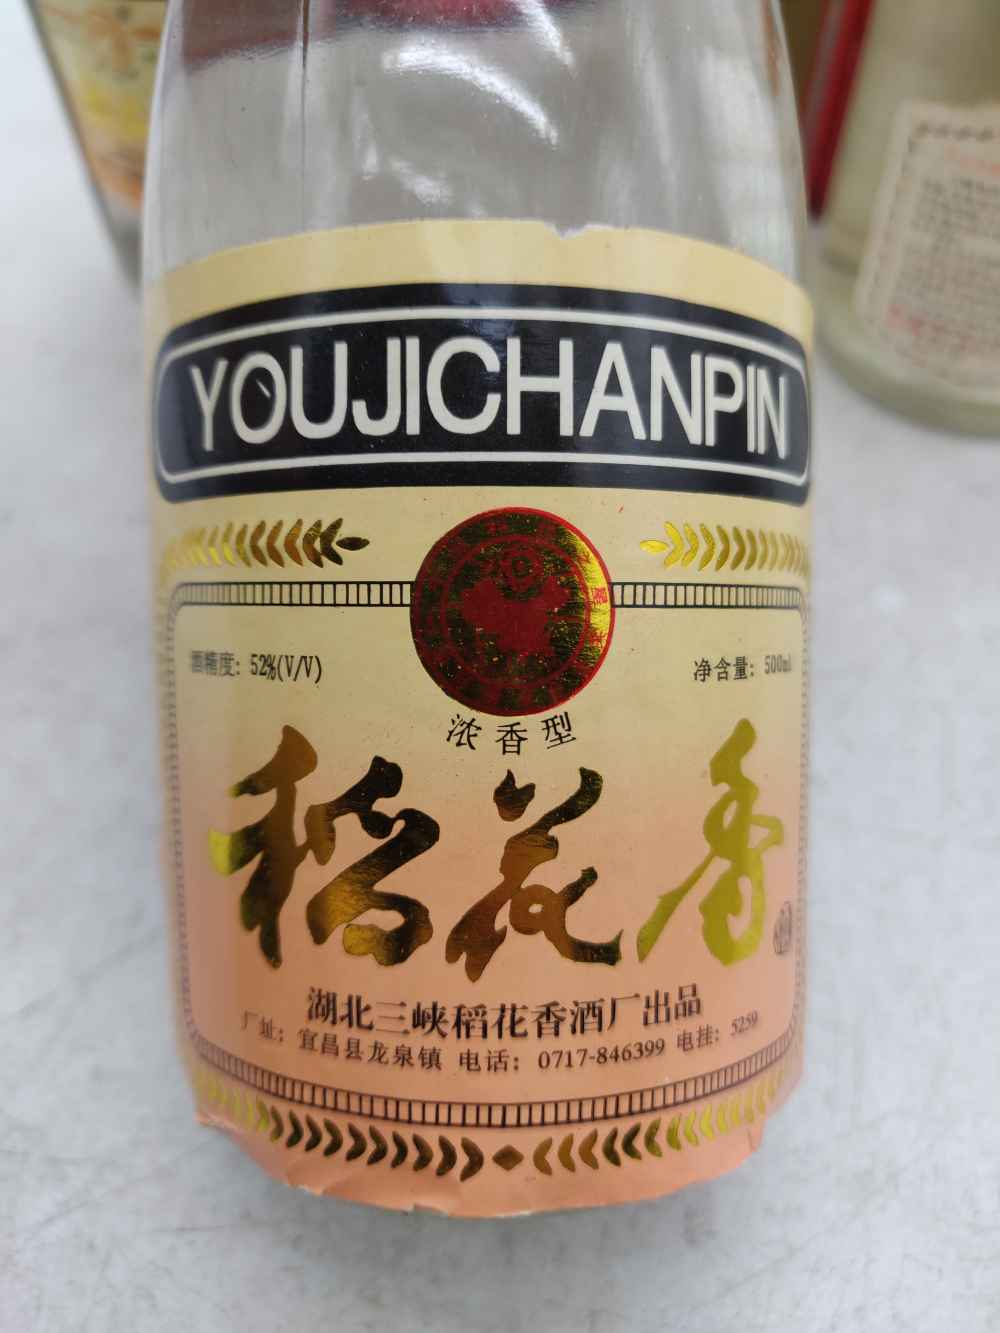 YOUJICHANPIN
酒精度：52%(V/V)
净含量：500ml
浓香型
稻花香
湖北三峡稻花香酒厂出品
厂址：宜昌县龙泉镇 电话：0717-846399 电挂：5259